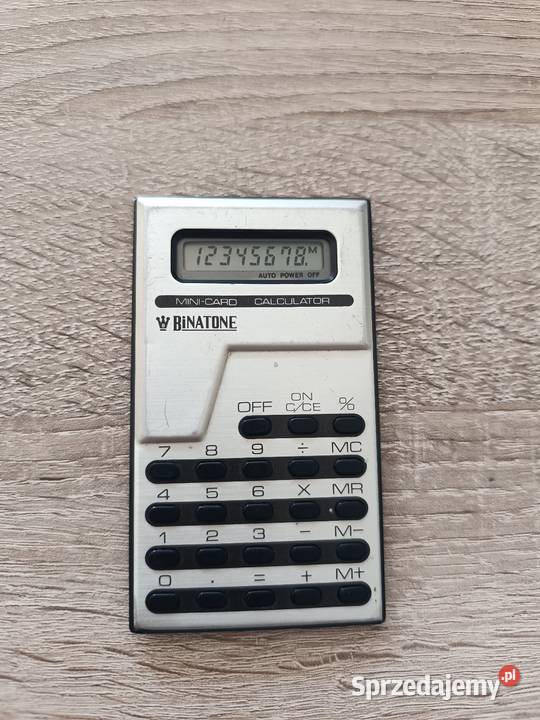 12345678. M
AUTO POWER OFF
MINI-CARD CALCULATOR
BiNATONE
OFF ON C/CE %
7 8 9 ÷ MC
4 5 6 X MR
1 2 3 − M−
0 . = + M+
Sprzedajemy.pl